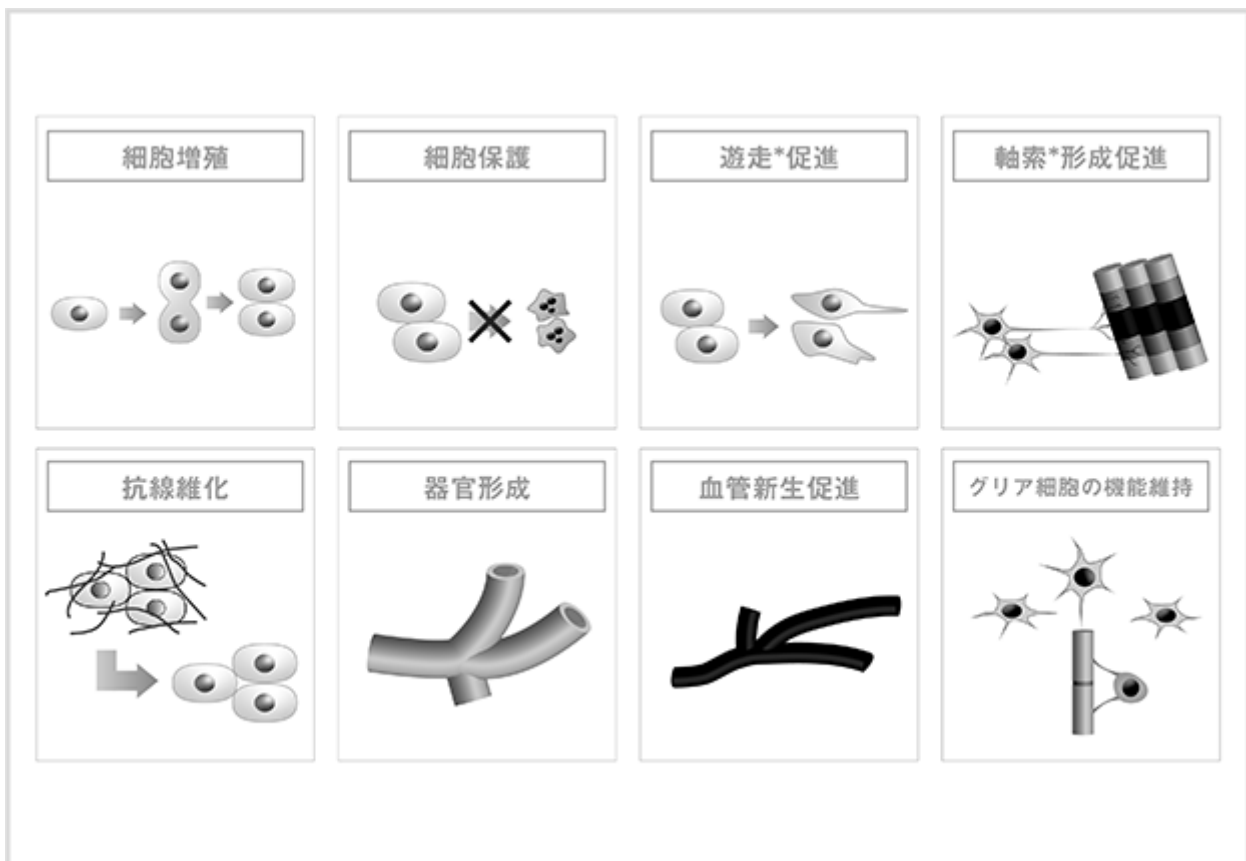 細胞増殖
細胞保護
遊走*促進
軸索*形成促進
抗線維化
器官形成
血管新生促進
グリア細胞の機能維持